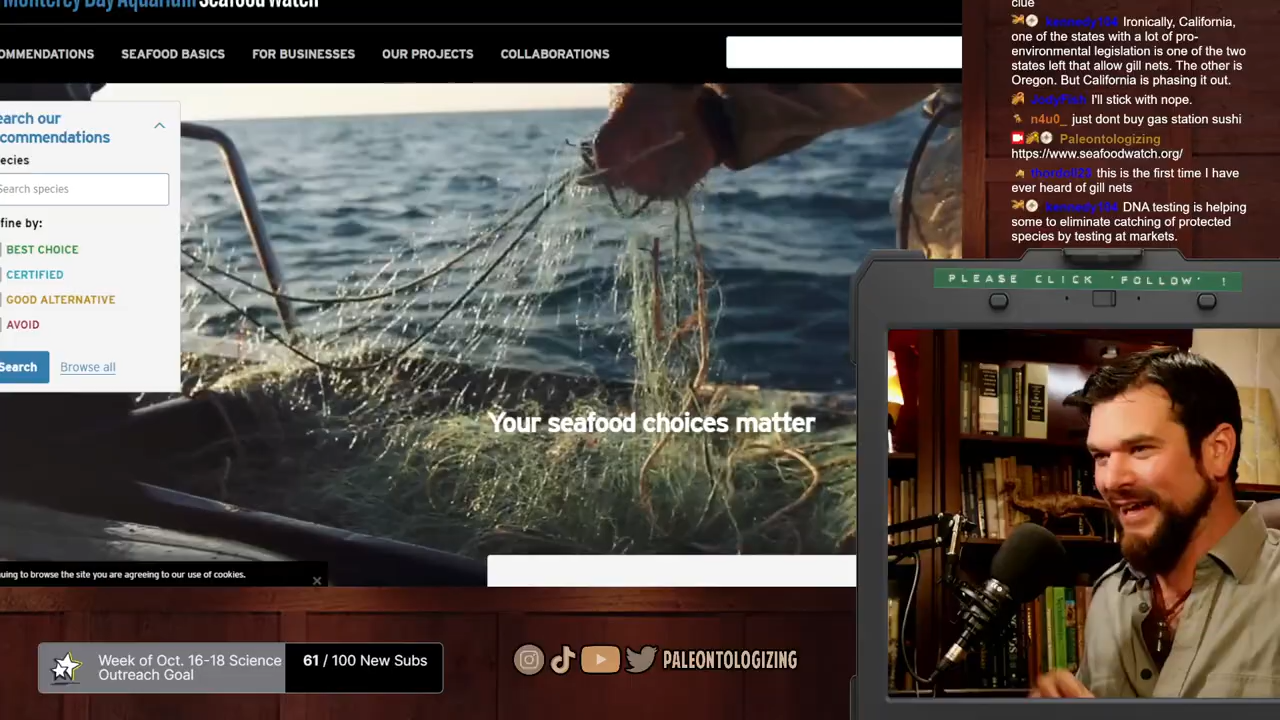 Monterey Bay Aquarium Seafood Watch
OMMENDATIONS
SEAFOOD BASICS
FOR BUSINESSES
OUR PROJECTS
COLLABORATIONS
earch our
commendations
ecies
Search species
fine by:
BEST CHOICE
CERTIFIED
GOOD ALTERNATIVE
AVOID
Search
Browse all
Your seafood choices matter
uing to browse the site you are agreeing to our use of cookies.
Week of Oct. 16-18 Science
Outreach Goal
61 / 100 New Subs
PALEONTOLOGIZING
clue
Ironically, California,
one of the states with a lot of pro-
environmental legislation is one of the two
states left that allow gill nets. The other is
Oregon. But California is phasing it out.
JodyFish I'll stick with nope.
n4u0_ just dont buy gas station sushi
Paleontologizing
https://www.seafoodwatch.org/
this is the first time I have
ever heard of gill nets
DNA testing is helping
some to eliminate catching of protected
species by testing at markets.
PLEASE CLICK 'FOLLOW' !